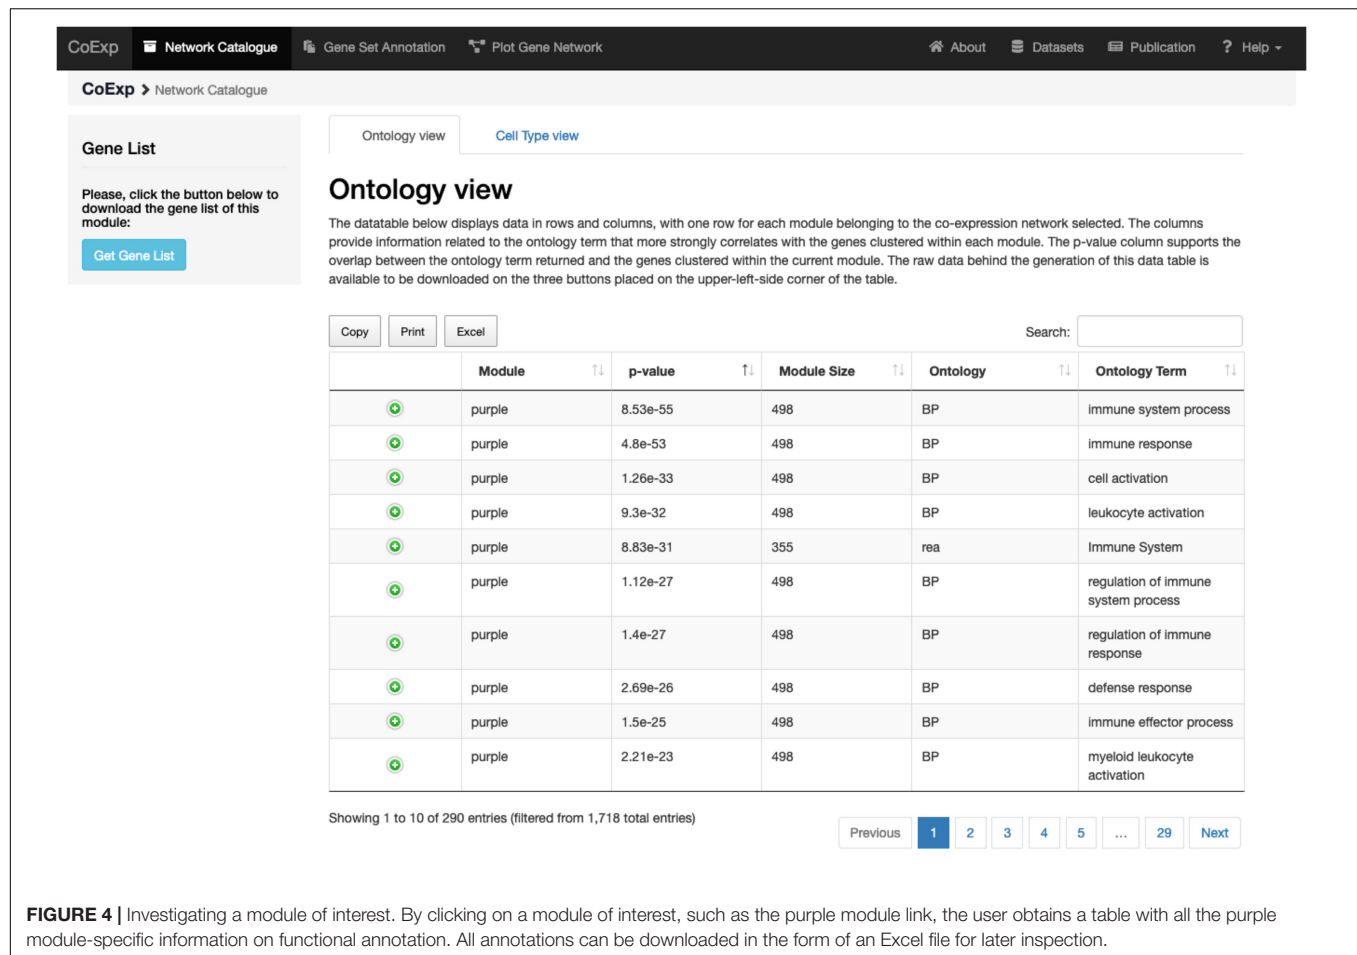 CoExp Network Catalogue Gene Set Annotation Plot Gene Network About Datasets Publication ? Help
CoExp > Network Catalogue
Gene List
Please, click the button below to
download the gene list of this
module:
Get Gene List
Ontology view Cell Type view
Ontology view
The datatable below displays data in rows and columns, with one row for each module belonging to the co-expression network selected. The columns
provide information related to the ontology term that more strongly correlates with the genes clustered within each module. The p-value column supports the
overlap between the ontology term returned and the genes clustered within the current module. The raw data behind the generation of this data table is
available to be downloaded on the three buttons placed on the upper-left-side corner of the table.
Copy Print Excel Search:
Module p-value Module Size Ontology Ontology Term
purple 8.53e-55 498 BP immune system process
purple 4.8e-53 498 BP immune response
purple 1.26e-33 498 BP cell activation
purple 9.3e-32 498 BP leukocyte activation
purple 8.83e-31 355 rea Immune System
purple 1.12e-27 498 BP regulation of immune
system process
purple 1.4e-27 498 BP regulation of immune
response
purple 2.69e-26 498 BP defense response
purple 1.5e-25 498 BP immune effector process
purple 2.21e-23 498 BP myeloid leukocyte
activation
Showing 1 to 10 of 290 entries (filtered from 1,718 total entries)
Previous 1 2 3 4 5 ... 29 Next
FIGURE 4 | Investigating a module of interest. By clicking on a module of interest, such as the purple module link, the user obtains a table with all the purple
module-specific information on functional annotation. All annotations can be downloaded in the form of an Excel file for later inspection.